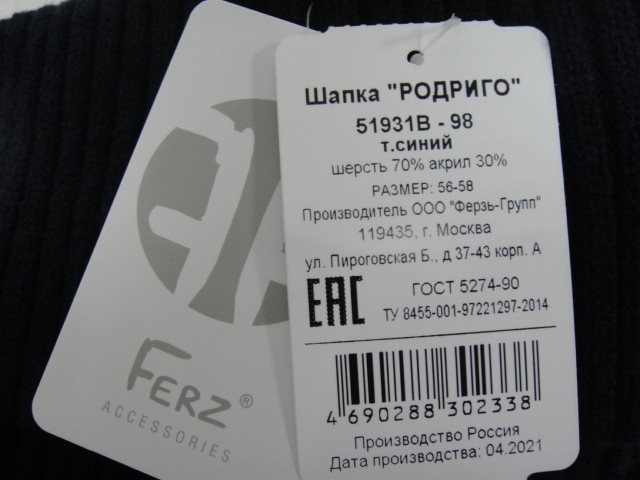 Шапка "РОДРИГО"
51931В - 98
т.синий
шерсть 70% акрил 30%
РАЗМЕР: 56-58
Производитель ООО "Ферзь-Групп"
119435, г. Москва
ул. Пироговская Б., д 37-43 корп. А
EAC
ГОСТ 5274-90
ТУ 8455-001-97221297-2014
4 690288 302338
Производство Россия
Дата производства: 04.2021
FERZ®
ACCESSORIES